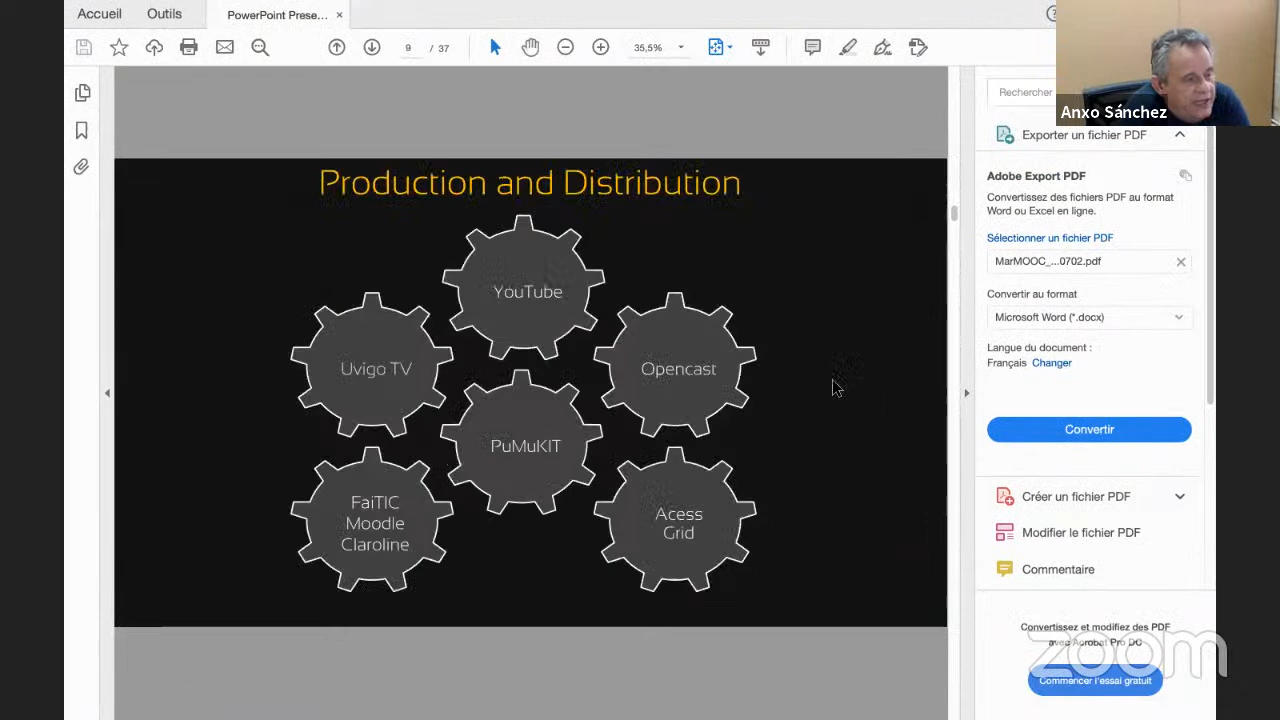 Accueil
Outils
PowerPoint Prese...
×
9 / 37
35,5%
Rechercher
Anxo Sánchez
Exporter un fichier PDF
Adobe Export PDF
Convertissez des fichiers PDF au format
Word ou Excel en ligne.
Sélectionner un fichier PDF
MarMOOC_...0702.pdf
Convertir au format
Microsoft Word (*.docx)
Langue du document :
Français Changer
Convertir
Créer un fichier PDF
Modifier le fichier PDF
Commentaire
Convertissez et modifiez des PDF
avec Acrobat Pro DC
Commencer l'essai gratuit
zoom
Production and Distribution
YouTube
Uvigo TV
Opencast
PuMuKIT
FaiTIC
Moodle
Claroline
Acess
Grid